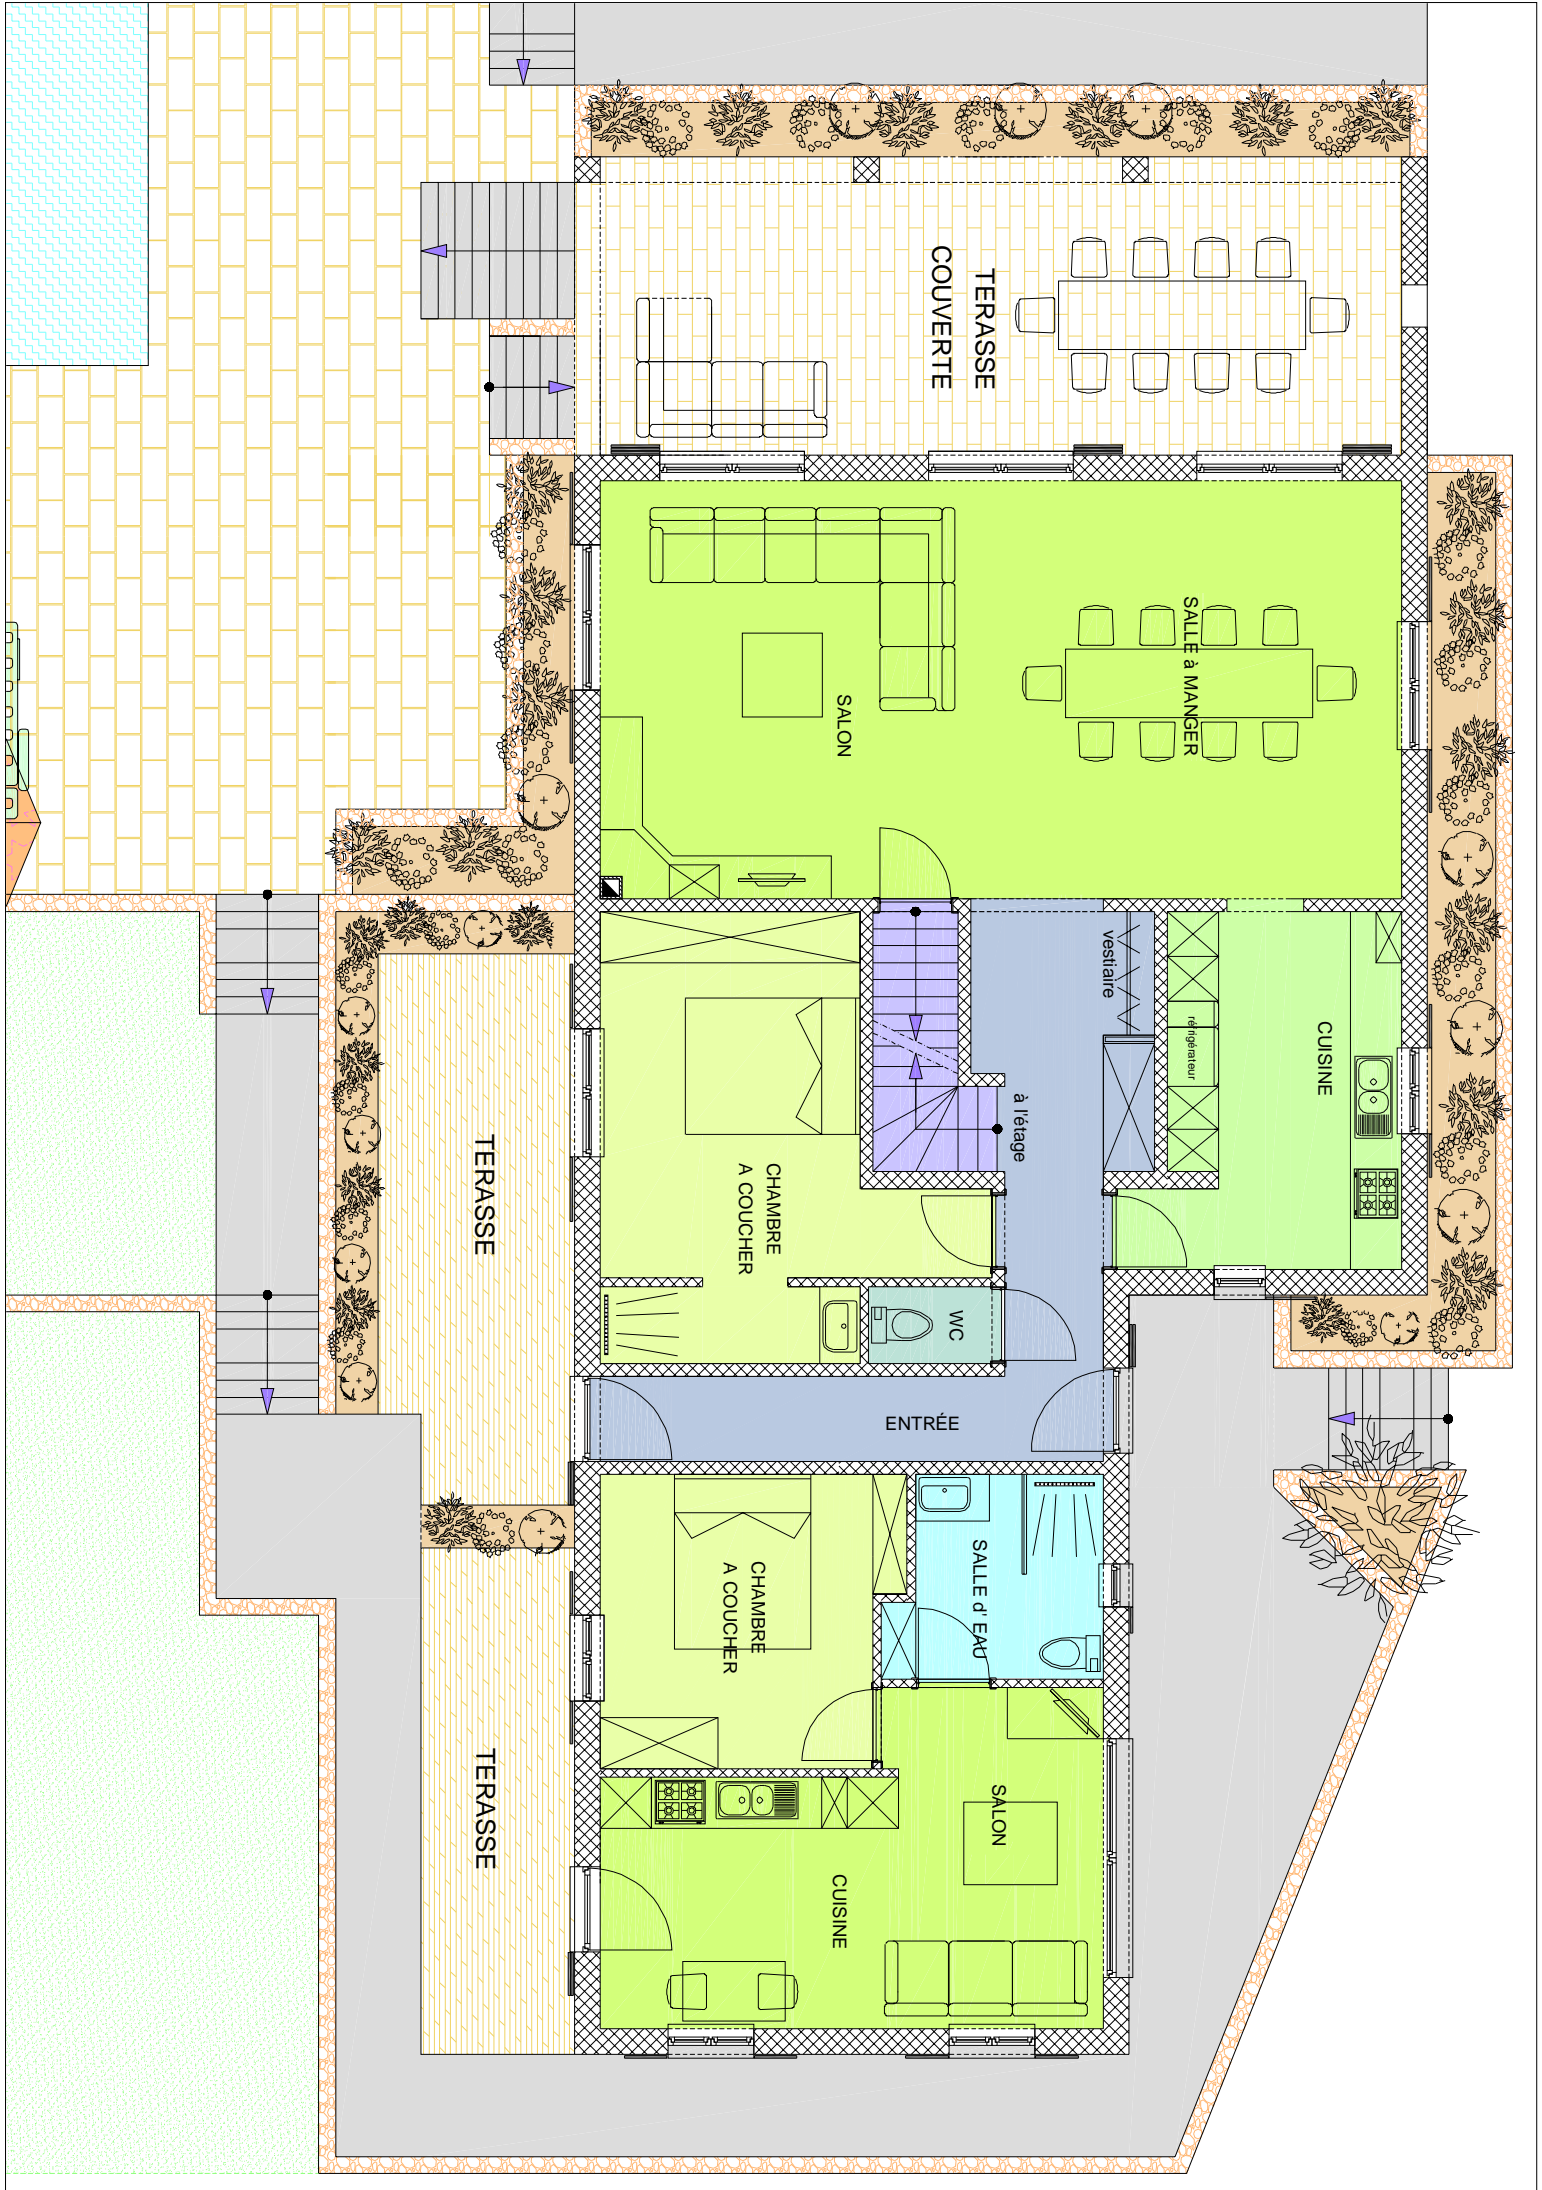 TERASSE
COUVERTE
SALLE à MANGER
SALON
vestiaire
réfrigérateur
CUISINE
à l'étage
CHAMBRE
A COUCHER
TERASSE
WC
ENTRÉE
SALLE d' EAU
CHAMBRE
A COUCHER
SALON
CUISINE
TERASSE